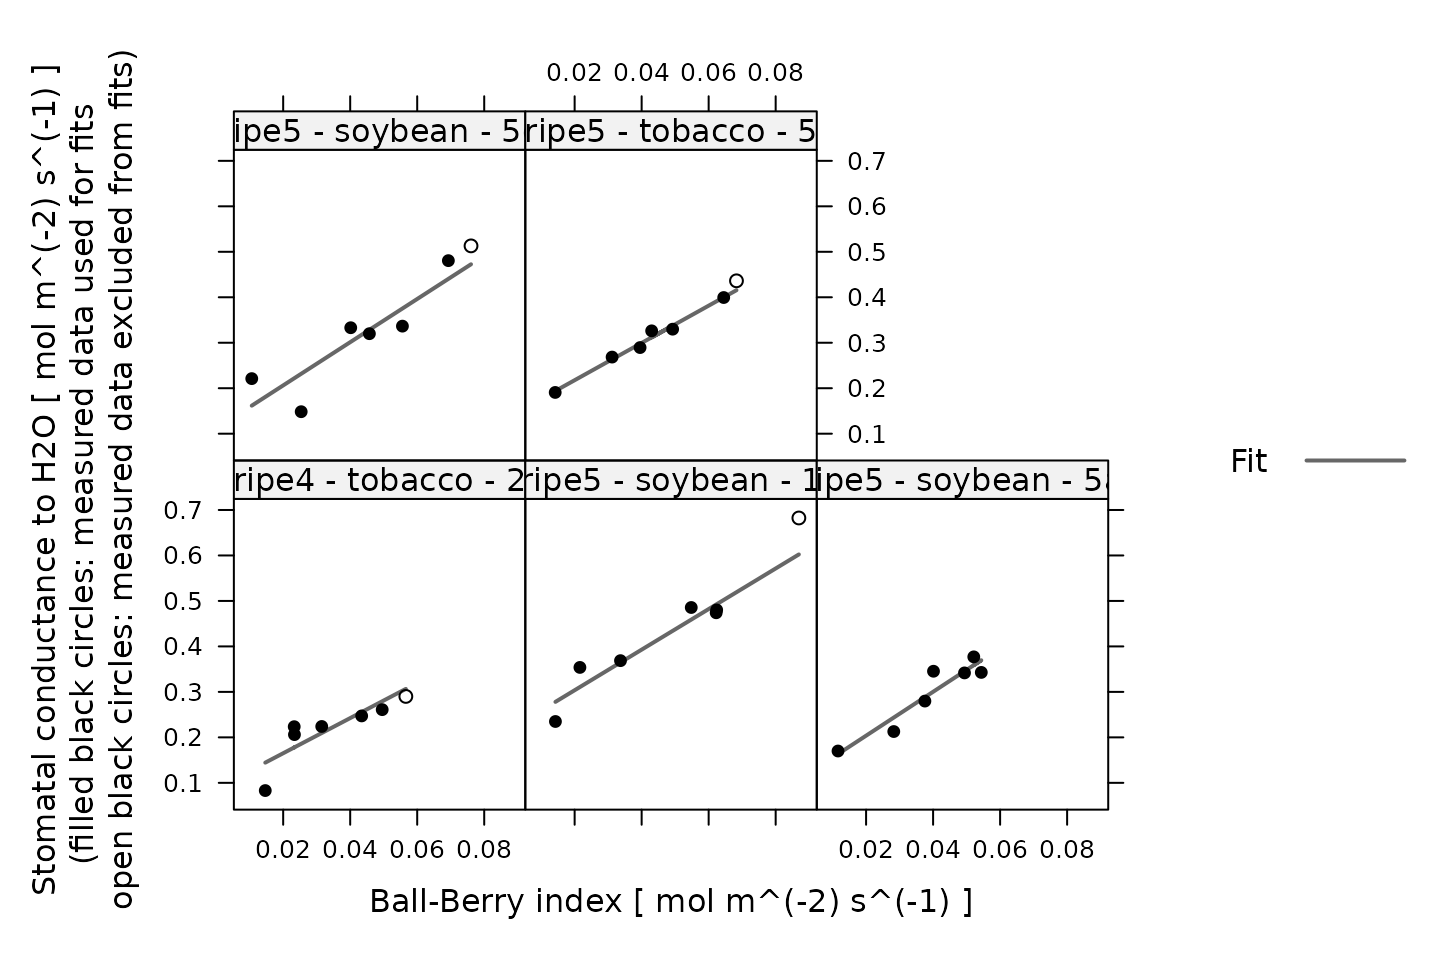 Stomatal conductance to H2O [ mol m^(-2) s^(-1) ]
(filled black circles: measured data used for fits
open black circles: measured data excluded from fits)
0.02 0.04 0.06 0.08
ipe5 - soybean - 5
ripe5 - tobacco - 5
0.7
0.6
0.5
0.4
0.3
0.2
0.1
ripe4 - tobacco - 2
ripe5 - soybean - 1
ipe5 - soybean - 5
0.7
0.6
0.5
0.4
0.3
0.2
0.1
0.02 0.04 0.06 0.08
0.02 0.04 0.06 0.08
Ball-Berry index [ mol m^(-2) s^(-1) ]
Fit